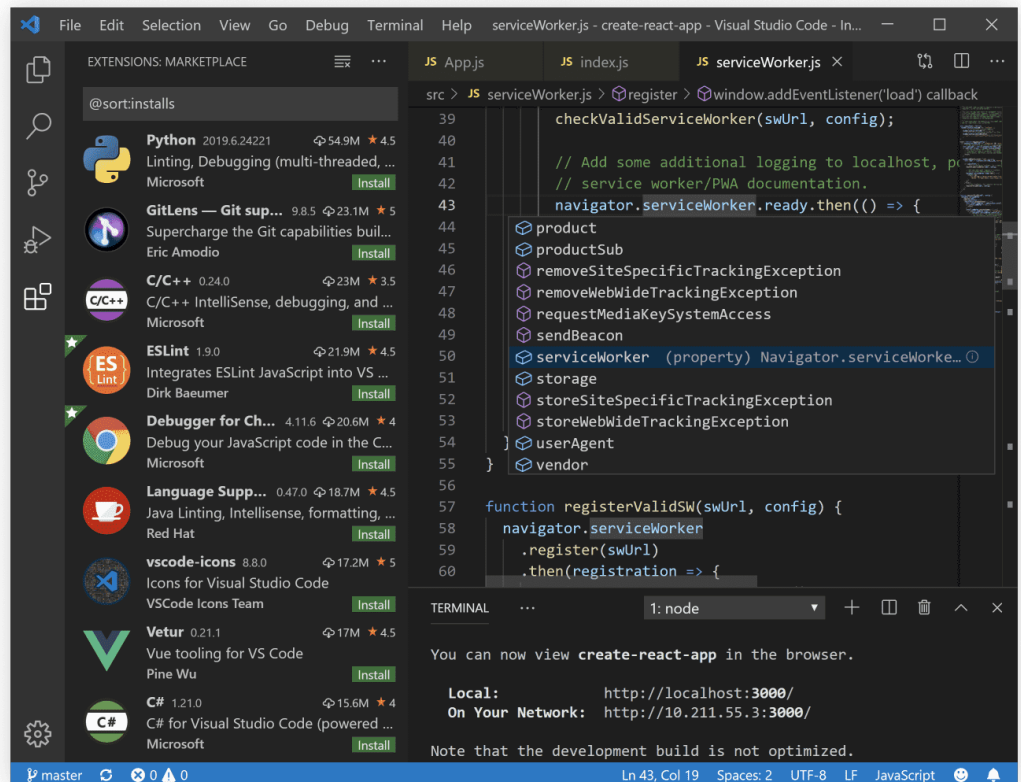 File Edit Selection View Go Debug Terminal Help serviceWorker.js - create-react-app - Visual Studio Code - In...
EXTENSIONS: MARKETPLACE
@sort:installs
Python 2019.6.24221 54.9M ★ 4.5
Linting, Debugging (multi-threaded, ...
Microsoft Install
GitLens — Git sup... 9.8.5 23.1M ★ 5
Supercharge the Git capabilities buil...
Eric Amodio Install
C/C++
C/C++ 0.24.0 23M ★ 3.5
C/C++ IntelliSense, debugging, and ...
Microsoft Install
ES
Lint
ESLint 1.9.0 21.9M ★ 4.5
Integrates ESLint JavaScript into VS ...
Dirk Baeumer Install
Debugger for Ch... 4.11.6 20.6M ★ 4
Debug your JavaScript code in the C...
Microsoft Install
Language Supp... 0.47.0 18.7M ★ 4.5
Java Linting, Intellisense, formatting, ...
Red Hat Install
vscode-icons 8.8.0 17.2M ★ 5
Icons for Visual Studio Code
VSCode Icons Team Install
Vetur 0.21.1 17M ★ 4.5
Vue tooling for VS Code
Pine Wu Install
C#
C# 1.21.0 15.6M ★ 4
C# for Visual Studio Code (powered ...
Microsoft Install
JS App.js JS index.js JS serviceWorker.js
src > JS serviceWorker.js > register > window.addEventListener('load') callback
39 checkValidServiceWorker(swUrl, config);
40
41 // Add some additional logging to localhost, po
42 // service worker/PWA documentation.
43 navigator.serviceWorker.ready.then(() => {
44 product
45 productSub
46 removeSiteSpecificTrackingException
47 removeWebWideTrackingException
48 requestMediaKeySystemAccess
49 sendBeacon
50 serviceWorker (property) Navigator.serviceWorke...
51 storage
52 storeSiteSpecificTrackingException
53 storeWebWideTrackingException
54 } userAgent
55 } vendor
56
57 function registerValidSW(swUrl, config) {
58 navigator.serviceWorker
59 .register(swUrl)
60 .then(registration => {
TERMINAL ... 1: node
You can now view create-react-app in the browser.
Local: http://localhost:3000/
On Your Network: http://10.211.55.3:3000/
Note that the development build is not optimized.
master 0 0 Ln 43, Col 19 Spaces: 2 UTF-8 LF JavaScript